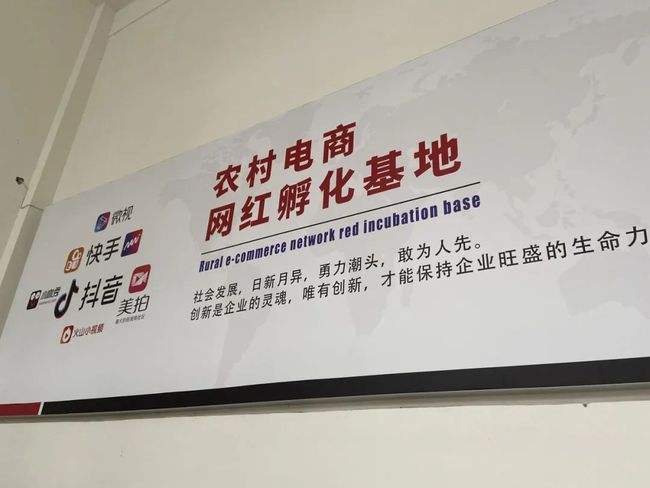 农村电商
网红孵化基地
Rural e-commerce network red incubation base
社会发展，日新月异，勇力潮头，敢为人先。
创新是企业的灵魂，唯有创新，才能保持企业旺盛的生命力
微视
快手
抖音
美拍
火山小视频